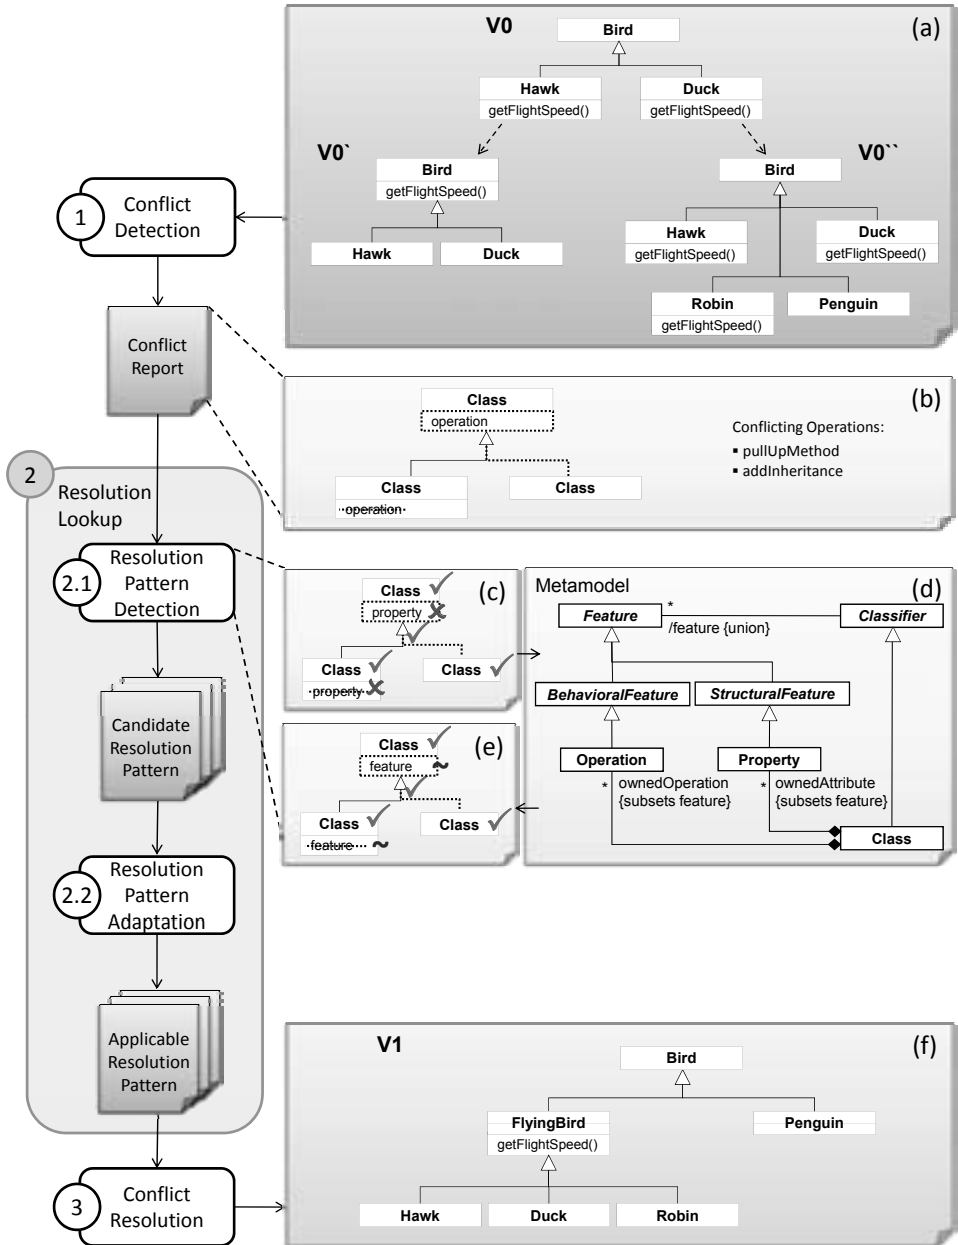 V0
(a)
Bird
Hawk
getFlightSpeed()
Duck
getFlightSpeed()
V0`
Bird
getFlightSpeed()
Hawk
Duck
V0``
Bird
Hawk
getFlightSpeed()
Duck
getFlightSpeed()
Robin
getFlightSpeed()
Penguin
1
Conflict
Detection
Conflict
Report
(b)
Class
operation
Class
operation
Class
Conflicting Operations:
▪ pullUpMethod
▪ addInheritance
2
Resolution
Lookup
2.1
Resolution
Pattern
Detection
(c)
Class
property
Class
property
Class
Metamodel
(d)
Feature
*
/feature {union}
Classifier
BehavioralFeature
StructuralFeature
Operation
Property
* ownedOperation
{subsets feature}
* ownedAttribute
{subsets feature}
Class
(e)
Class
feature
~
Class
feature
~
Class
Candidate
Resolution
Pattern
2.2
Resolution
Pattern
Adaptation
Applicable
Resolution
Pattern
3
Conflict
Resolution
V1
(f)
Bird
FlyingBird
getFlightSpeed()
Penguin
Hawk
Duck
Robin